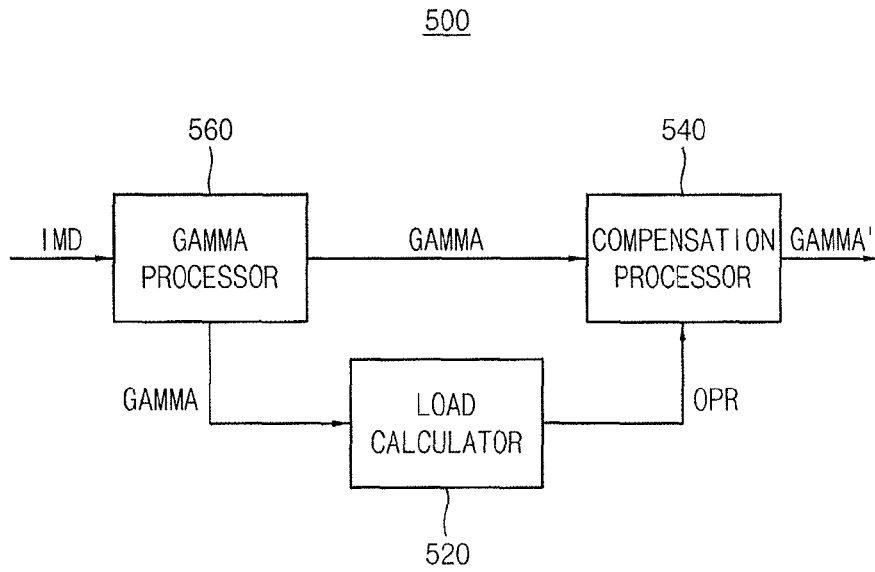 500
560
540
IMD
GAMMA
PROCESSOR
GAMMA
COMPENSATION
PROCESSOR
GAMMA'
GAMMA
LOAD
CALCULATOR
OPR
520